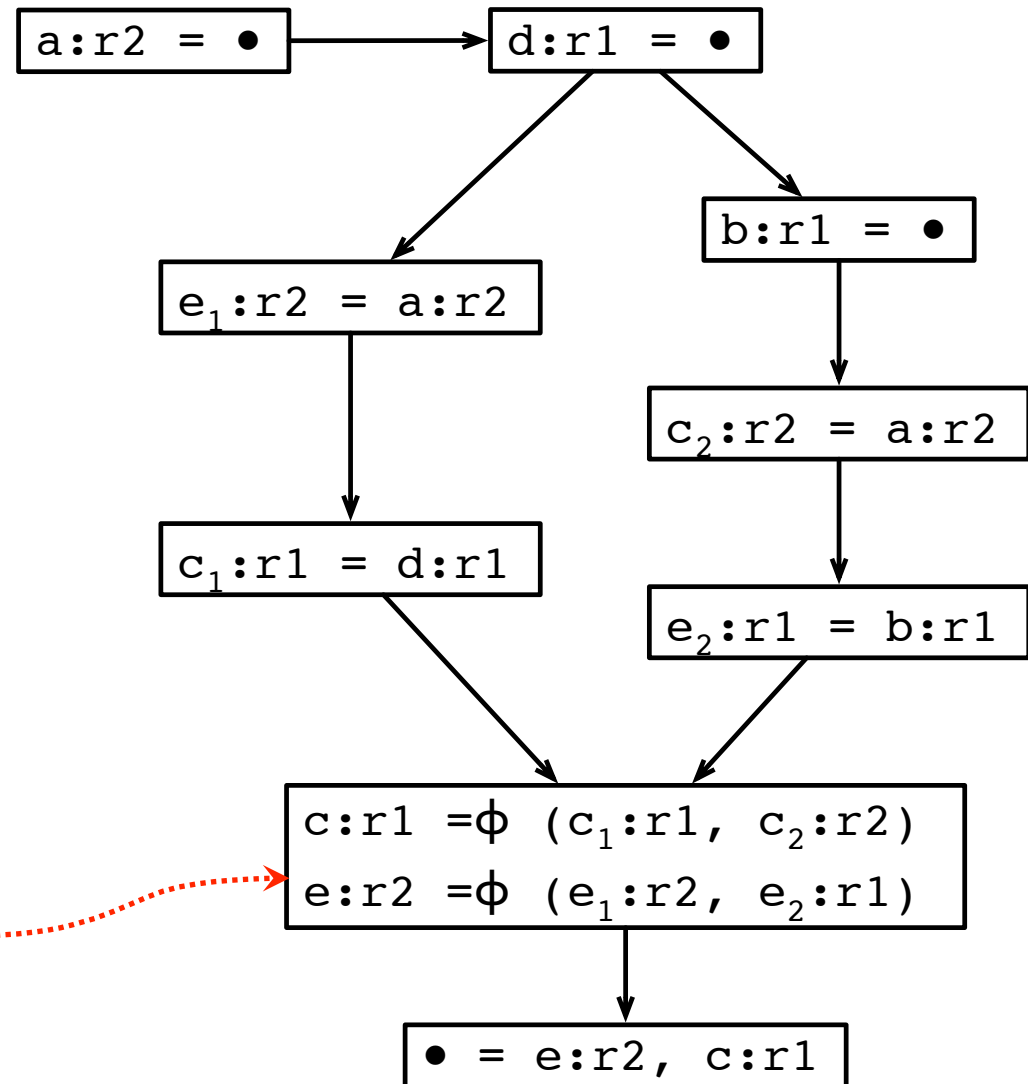 a:r2 = ●
d:r1 = ●
b:r1 = ●
e₁:r2 = a:r2
c₂:r2 = a:r2
c₁:r1 = d:r1
e₂:r1 = b:r1
c:r1 =ϕ (c₁:r1, c₂:r2)
e:r2 =ϕ (e₁:r2, e₂:r1)
● = e:r2, c:r1